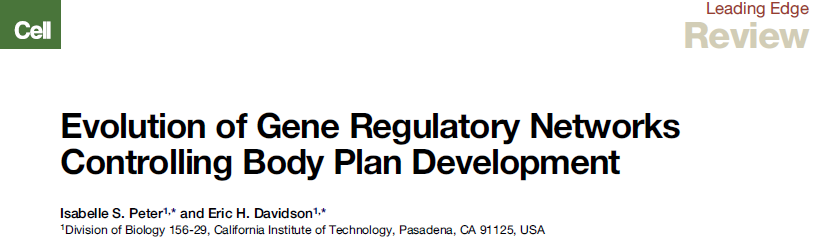 Cell
Leading Edge
Review
Evolution of Gene Regulatory Networks
Controlling Body Plan Development
Isabelle S. Peter¹,* and Eric H. Davidson¹,*
¹Division of Biology 156-29, California Institute of Technology, Pasadena, CA 91125, USA